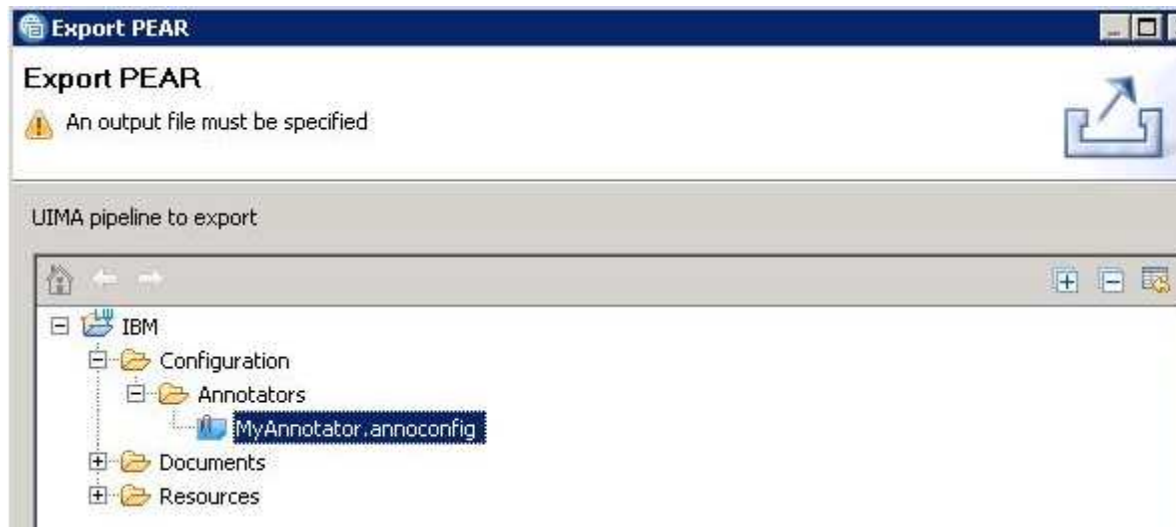 Export PEAR
Export PEAR
An output file must be specified
UIMA pipeline to export
IBM
Configuration
Annotators
MyAnnotator.annoconfig
Documents
Resources